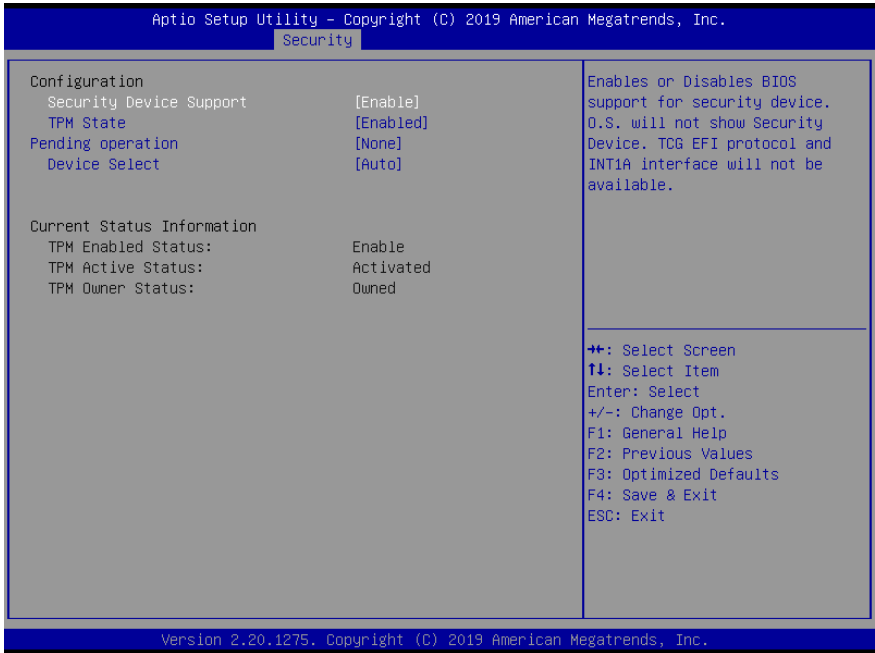 Aptio Setup Utility – Copyright (C) 2019 American Megatrends, Inc.
Security
Configuration
Security Device Support [Enable]
TPM State [Enabled]
Pending operation [None]
Device Select [Auto]
Current Status Information
TPM Enabled Status: Enable
TPM Active Status: Activated
TPM Owner Status: Owned
Enables or Disables BIOS
support for security device.
O.S. will not show Security
Device. TCG EFI protocol and
INT1A interface will not be
available.
→←: Select Screen
↑↓: Select Item
Enter: Select
+/-: Change Opt.
F1: General Help
F2: Previous Values
F3: Optimized Defaults
F4: Save & Exit
ESC: Exit
Version 2.20.1275. Copyright (C) 2019 American Megatrends, Inc.